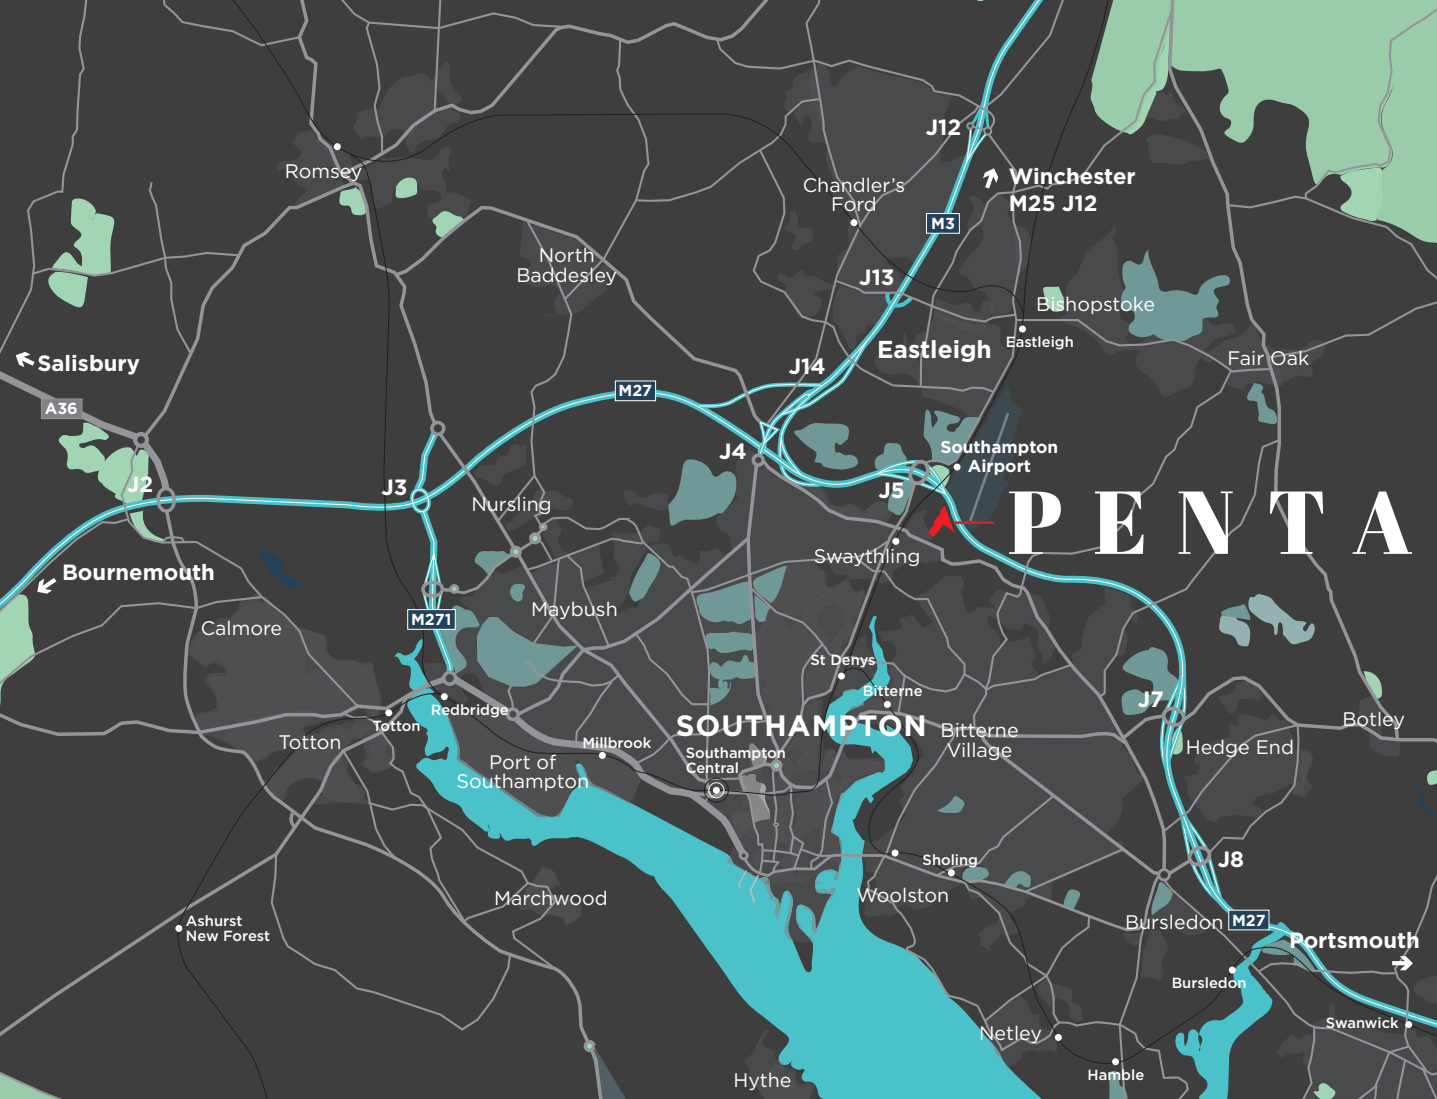 J12
Winchester
M25 J12
Romsey
Chandler's
Ford
M3
North
Baddesley
J13
Bishopstoke
Eastleigh
Eastleigh
Fair Oak
Salisbury
J14
M27
A36
J4
Southampton
Airport
J2
J3
J5
Nursling
PENTA
Swaythling
Bournemouth
Maybush
M271
Calmore
St Denys
Bitterne
Redbridge
Totton
SOUTHAMPTON
Bitterne
Village
J7
Botley
Totton
Millbrook
Southampton
Central
Hedge End
Port of
Southampton
Sholing
J8
Marchwood
Woolston
Ashurst
New Forest
Bursledon
M27
Portsmouth
Bursledon
Netley
Swanwick
Hamble
Hythe